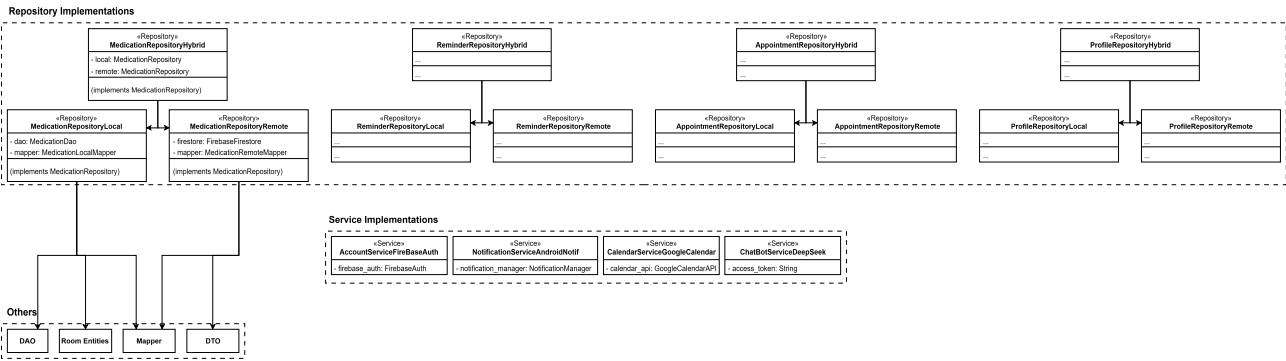 Repository Implementations
«Repository»
MedicationRepositoryHybrid
- local: MedicationRepository
- remote: MedicationRepository
(implements MedicationRepository)
«Repository»
ReminderRepositoryHybrid
...
...
«Repository»
AppointmentRepositoryHybrid
...
...
«Repository»
ProfileRepositoryHybrid
...
...
«Repository»
MedicationRepositoryLocal
- dao: MedicationDao
- mapper: MedicationLocalMapper
(implements MedicationRepository)
«Repository»
MedicationRepositoryRemote
- firestore: FirebaseFirestore
- mapper: MedicationRemoteMapper
(implements MedicationRepository)
«Repository»
ReminderRepositoryLocal
...
...
«Repository»
ReminderRepositoryRemote
...
...
«Repository»
AppointmentRepositoryLocal
...
...
«Repository»
AppointmentRepositoryRemote
...
...
«Repository»
ProfileRepositoryLocal
...
...
«Repository»
ProfileRepositoryRemote
...
...
Service Implementations
«Service»
AccountServiceFireBaseAuth
- firebase_auth: FirebaseAuth
«Service»
NotificationServiceAndroidNotif
- notification_manager: NotificationManager
«Service»
CalendarServiceGoogleCalendar
- calendar_api: GoogleCalendarAPI
«Service»
ChatBotServiceDeepSeek
- access_token: String
Others
DAO
Room Entities
Mapper
DTO